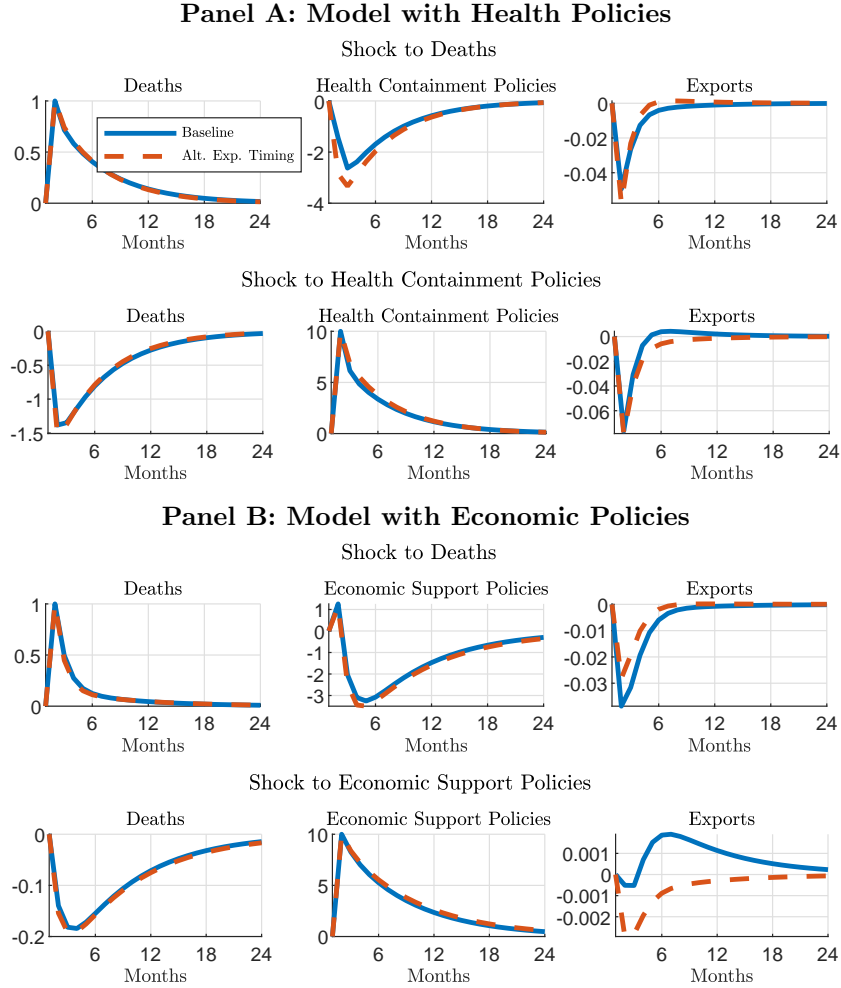 Panel A: Model with Health Policies
Shock to Deaths
Deaths
Health Containment Policies
Exports
1
0.5
0
6
12
18
24
Months
Baseline
Alt. Exp. Timing
0
-2
-4
6
12
18
24
Months
0
-0.02
-0.04
6
12
18
24
Months
Shock to Health Containment Policies
Deaths
Health Containment Policies
Exports
0
-0.5
-1
-1.5
6
12
18
24
Months
10
5
0
6
12
18
24
Months
0
-0.02
-0.04
-0.06
6
12
18
24
Months
Panel B: Model with Economic Policies
Shock to Deaths
Deaths
Economic Support Policies
Exports
1
0.5
0
6
12
18
24
Months
1
0
-1
-2
-3
6
12
18
24
Months
0
-0.01
-0.02
-0.03
6
12
18
24
Months
Shock to Economic Support Policies
Deaths
Economic Support Policies
Exports
0
-0.1
-0.2
6
12
18
24
Months
10
5
0
6
12
18
24
Months
0.001
0
-0.001
-0.002
6
12
18
24
Months